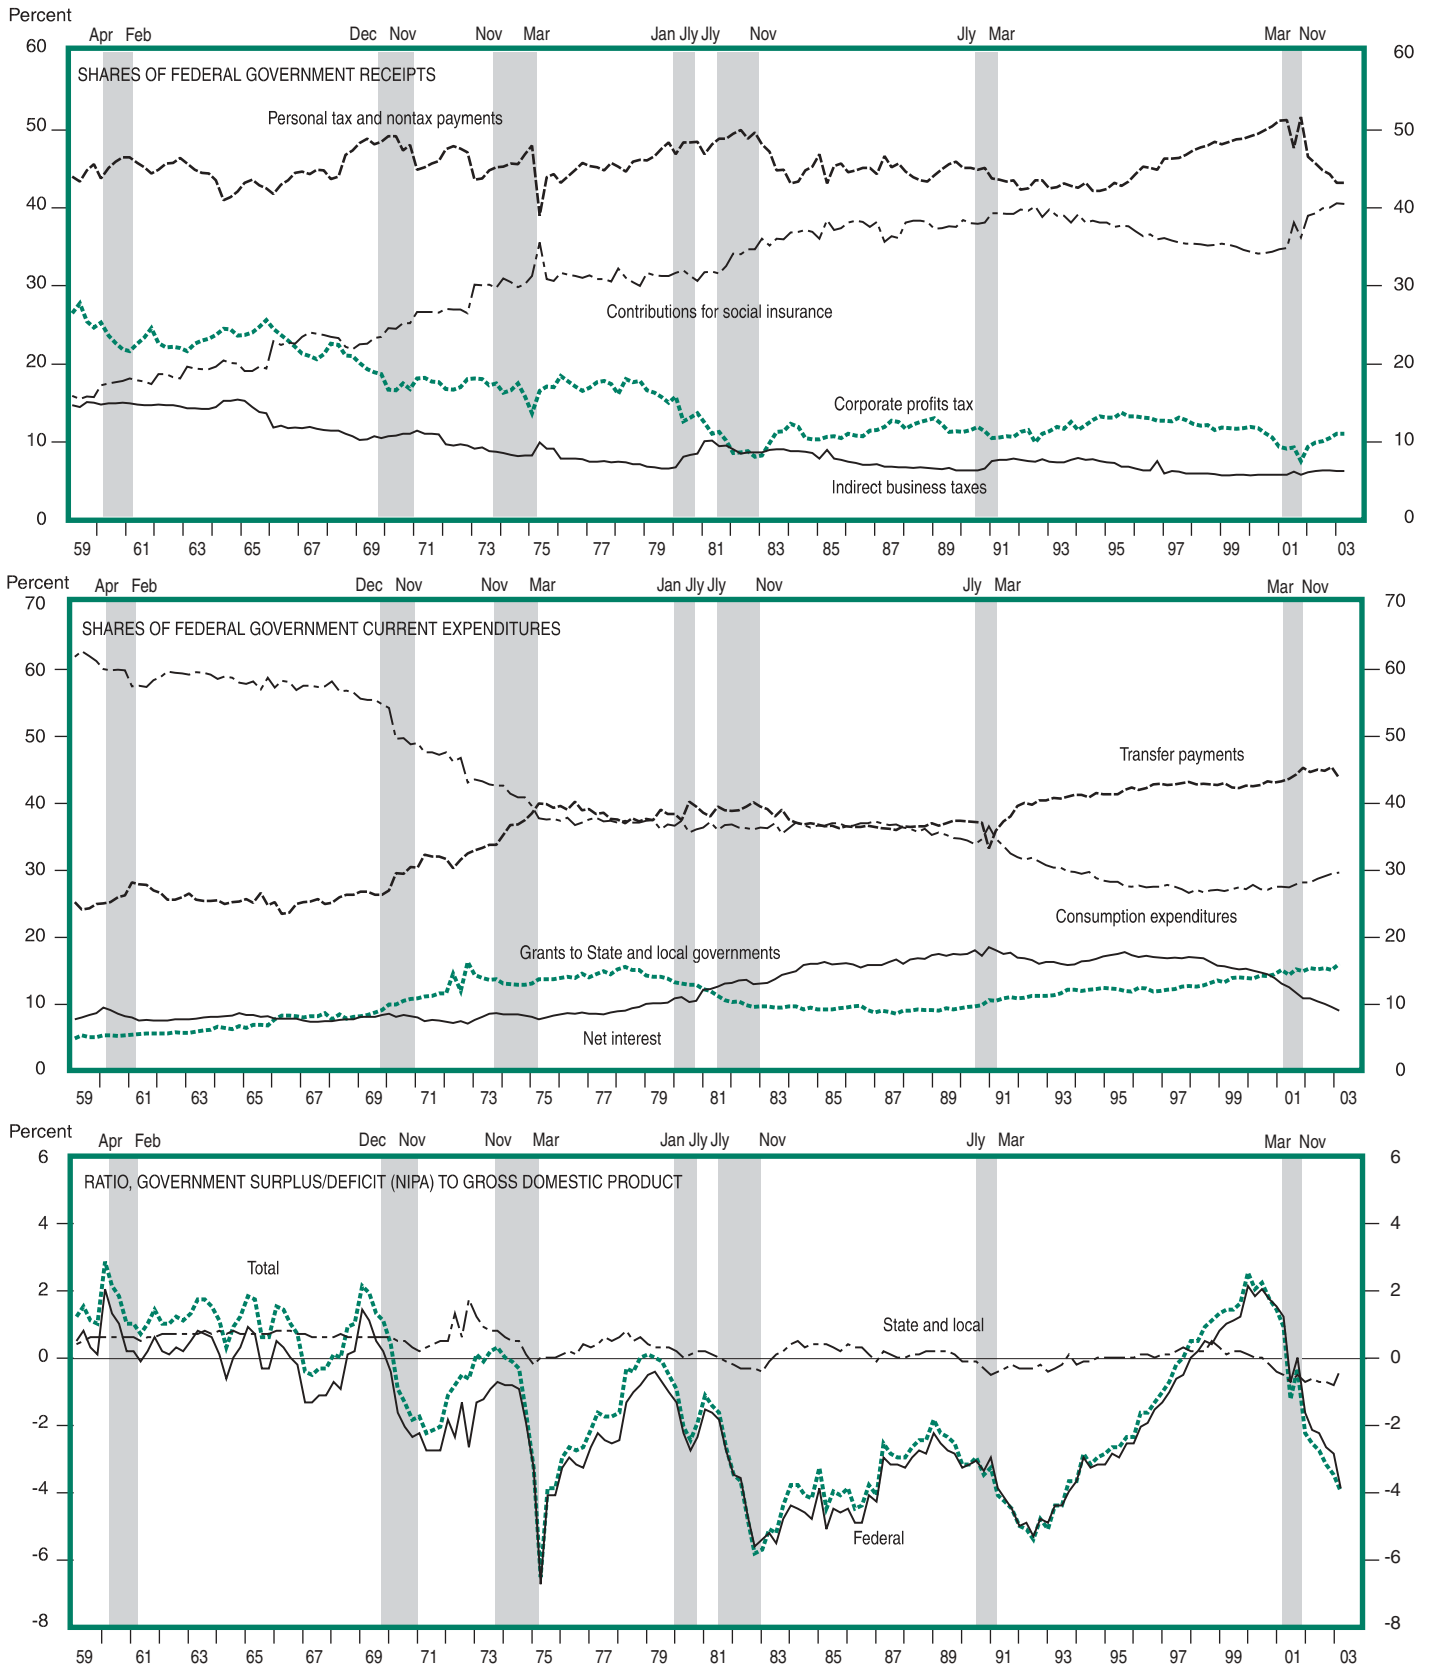 Percent
Apr Feb Dec Nov Nov Mar Jan Jly Jly Nov Jly Mar Mar Nov
60 60
SHARES OF FEDERAL GOVERNMENT RECEIPTS
Personal tax and nontax payments
50 50
40 40
30 30
Contributions for social insurance
20 20
Corporate profits tax
10 10
Indirect business taxes
0 0
59 61 63 65 67 69 71 73 75 77 79 81 83 85 87 89 91 93 95 97 99 01 03
Percent
Apr Feb Dec Nov Nov Mar Jan Jly Jly Nov Jly Mar Mar Nov
70 70
SHARES OF FEDERAL GOVERNMENT CURRENT EXPENDITURES
60 60
50 50
Transfer payments
40 40
30 30
Consumption expenditures
20 20
Grants to State and local governments
10 10
Net interest
0 0
59 61 63 65 67 69 71 73 75 77 79 81 83 85 87 89 91 93 95 97 99 01 03
Percent
Apr Feb Dec Nov Nov Mar Jan Jly Jly Nov Jly Mar Mar Nov
6 6
RATIO, GOVERNMENT SURPLUS/DEFICIT (NIPA) TO GROSS DOMESTIC PRODUCT
4 4
Total
2 2
State and local
0 0
-2 -2
-4 -4
Federal
-6 -6
-8 -8
59 61 63 65 67 69 71 73 75 77 79 81 83 85 87 89 91 93 95 97 99 01 03